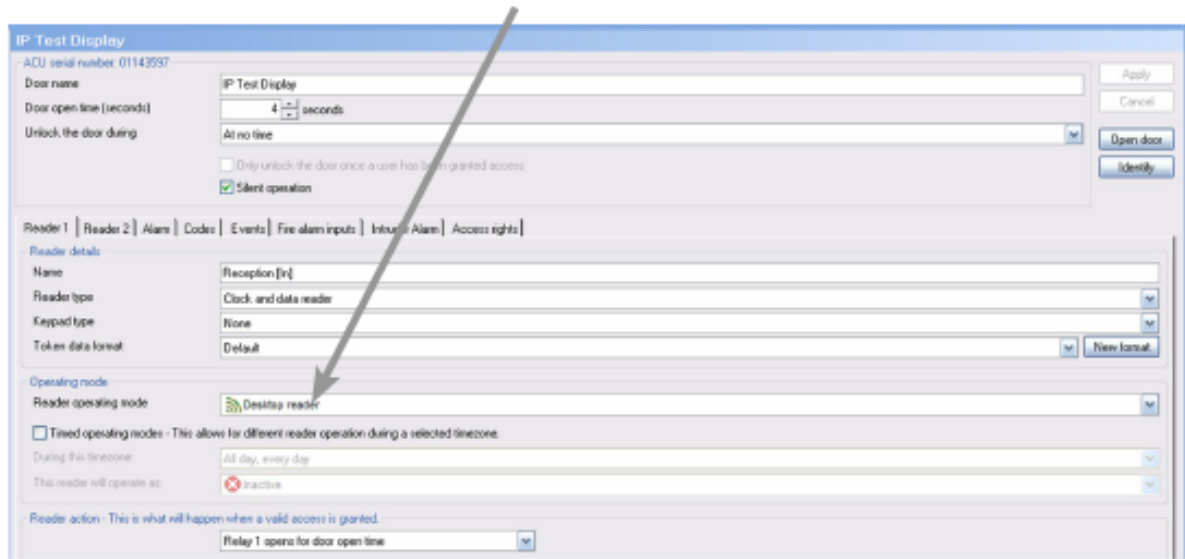 IP Test Display
ACU serial number: 01143597
Door name IP Test Display
Apply
Door open time (seconds) 4 seconds
Cancel
Unlock the door during At no time
Open door
Only unlock the door once a user has been granted access
Identify
Silent operation
Reader 1 Reader 2 Alarm Codes Events Fire alarm inputs Intruder Alarm Access rights
Reader details
Name Reception (In)
Reader type Clock and data reader
Keypad type None
Token data format Default New format
Operating mode
Reader operating mode Desktop reader
Timed operating modes - This allows for different reader operation during a selected timezone.
During this timezone: All day, every day
This reader will operate as: Inactive
Reader action - This is what will happen when a valid access is granted.
Relay 1 opens for door open time